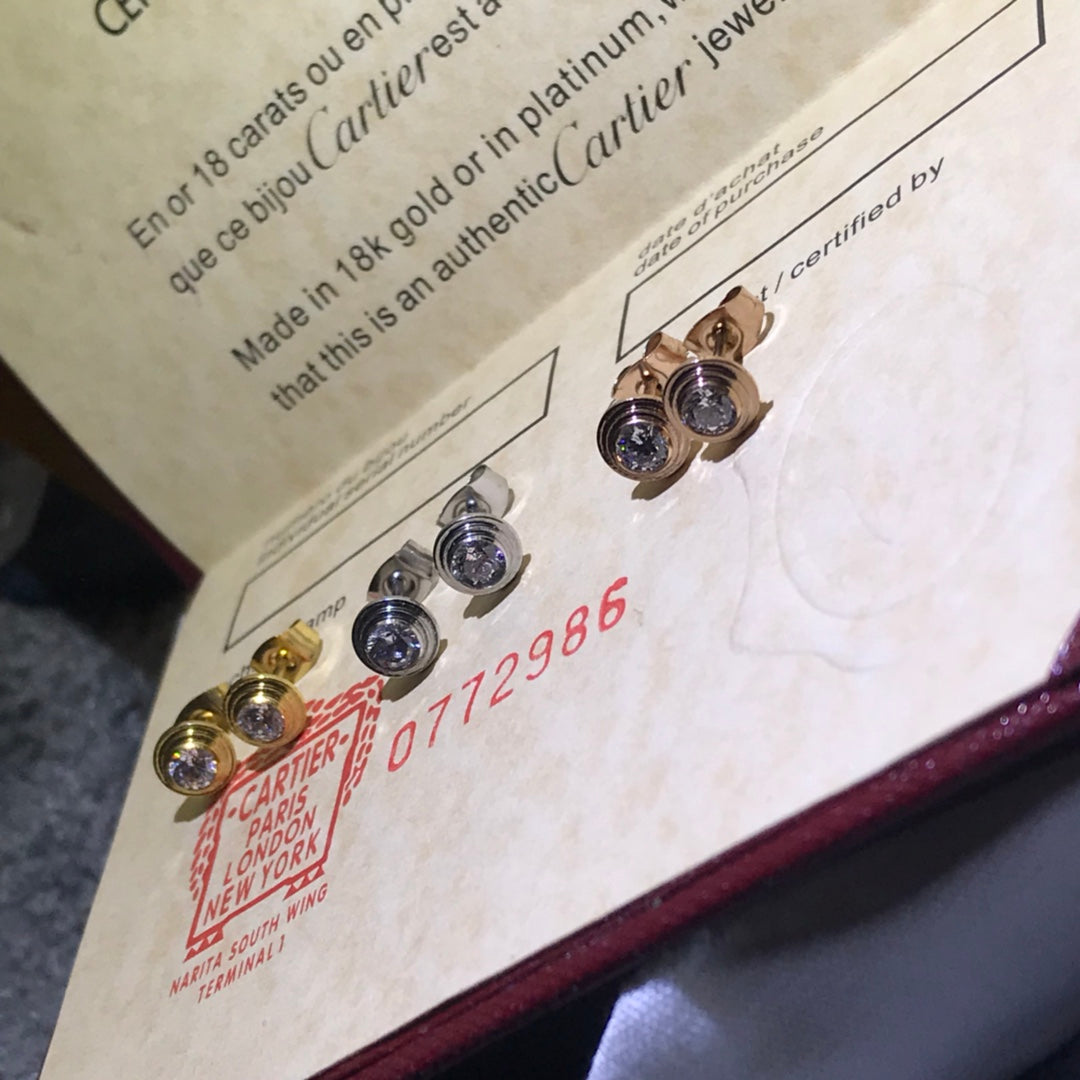 CE
En or 18 carats ou en p
que ce bijou Cartier est a
Made in 18k gold or in platinum, w
that this is an authentic Cartier jewel
date d'achat
date of purchase
t / certified by
individual serial number
amp
0772986
-CARTIER-
PARIS
LONDON
NEW YORK
NARITA SOUTH WING
TERMINAL 1